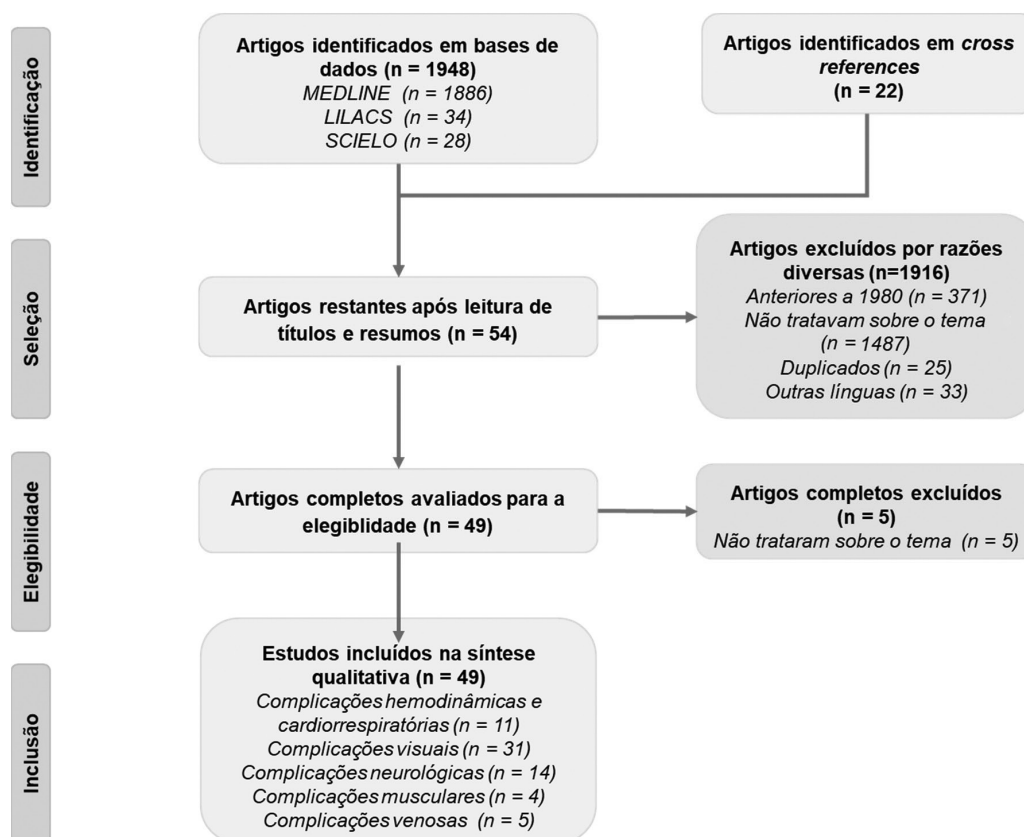 Identificação
Artigos identificados em bases de
dados (n = 1948)
MEDLINE (n = 1886)
LILACS (n = 34)
SCIELO (n = 28)
Artigos identificados em cross
references
(n = 22)
Seleção
Artigos restantes após leitura de
títulos e resumos (n = 54)
Artigos excluídos por razões
diversas (n=1916)
Anteriores a 1980 (n = 371)
Não tratavam sobre o tema
(n = 1487)
Duplicados (n = 25)
Outras línguas (n = 33)
Elegibilidade
Artigos completos avaliados para a
elegiblidade (n = 49)
Artigos completos excluídos
(n = 5)
Não trataram sobre o tema (n = 5)
Inclusão
Estudos incluídos na síntese
qualitativa (n = 49)
Complicações hemodinâmicas e
cardiorrespiratórias (n = 11)
Complicações visuais (n = 31)
Complicações neurológicas (n = 14)
Complicações musculares (n = 4)
Complicações venosas (n = 5)